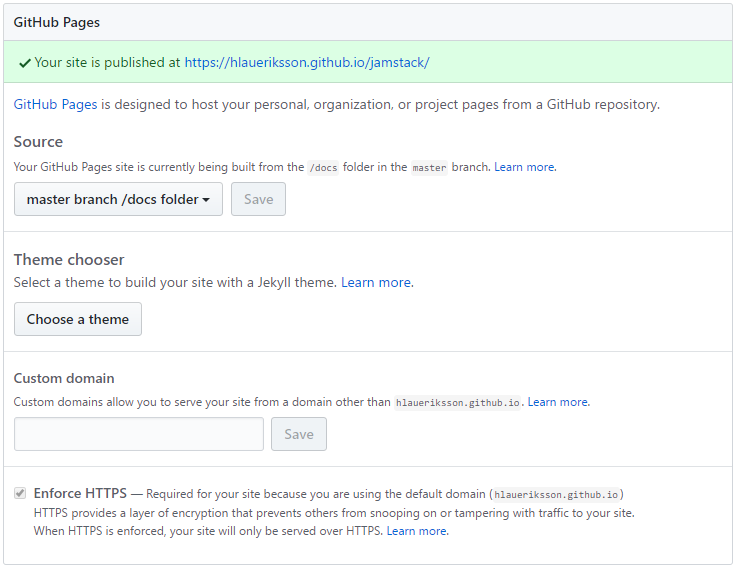 GitHub Pages
Your site is published at https://hlaueriksson.github.io/jamstack/
GitHub Pages is designed to host your personal, organization, or project pages from a GitHub repository.
Source
Your GitHub Pages site is currently being built from the /docs folder in the master branch. Learn more.
master branch /docs folder Save
Theme chooser
Select a theme to build your site with a Jekyll theme. Learn more.
Choose a theme
Custom domain
Custom domains allow you to serve your site from a domain other than hlaueriksson.github.io. Learn more.
Save
Enforce HTTPS — Required for your site because you are using the default domain (hlaueriksson.github.io)
HTTPS provides a layer of encryption that prevents others from snooping on or tampering with traffic to your site.
When HTTPS is enforced, your site will only be served over HTTPS. Learn more.